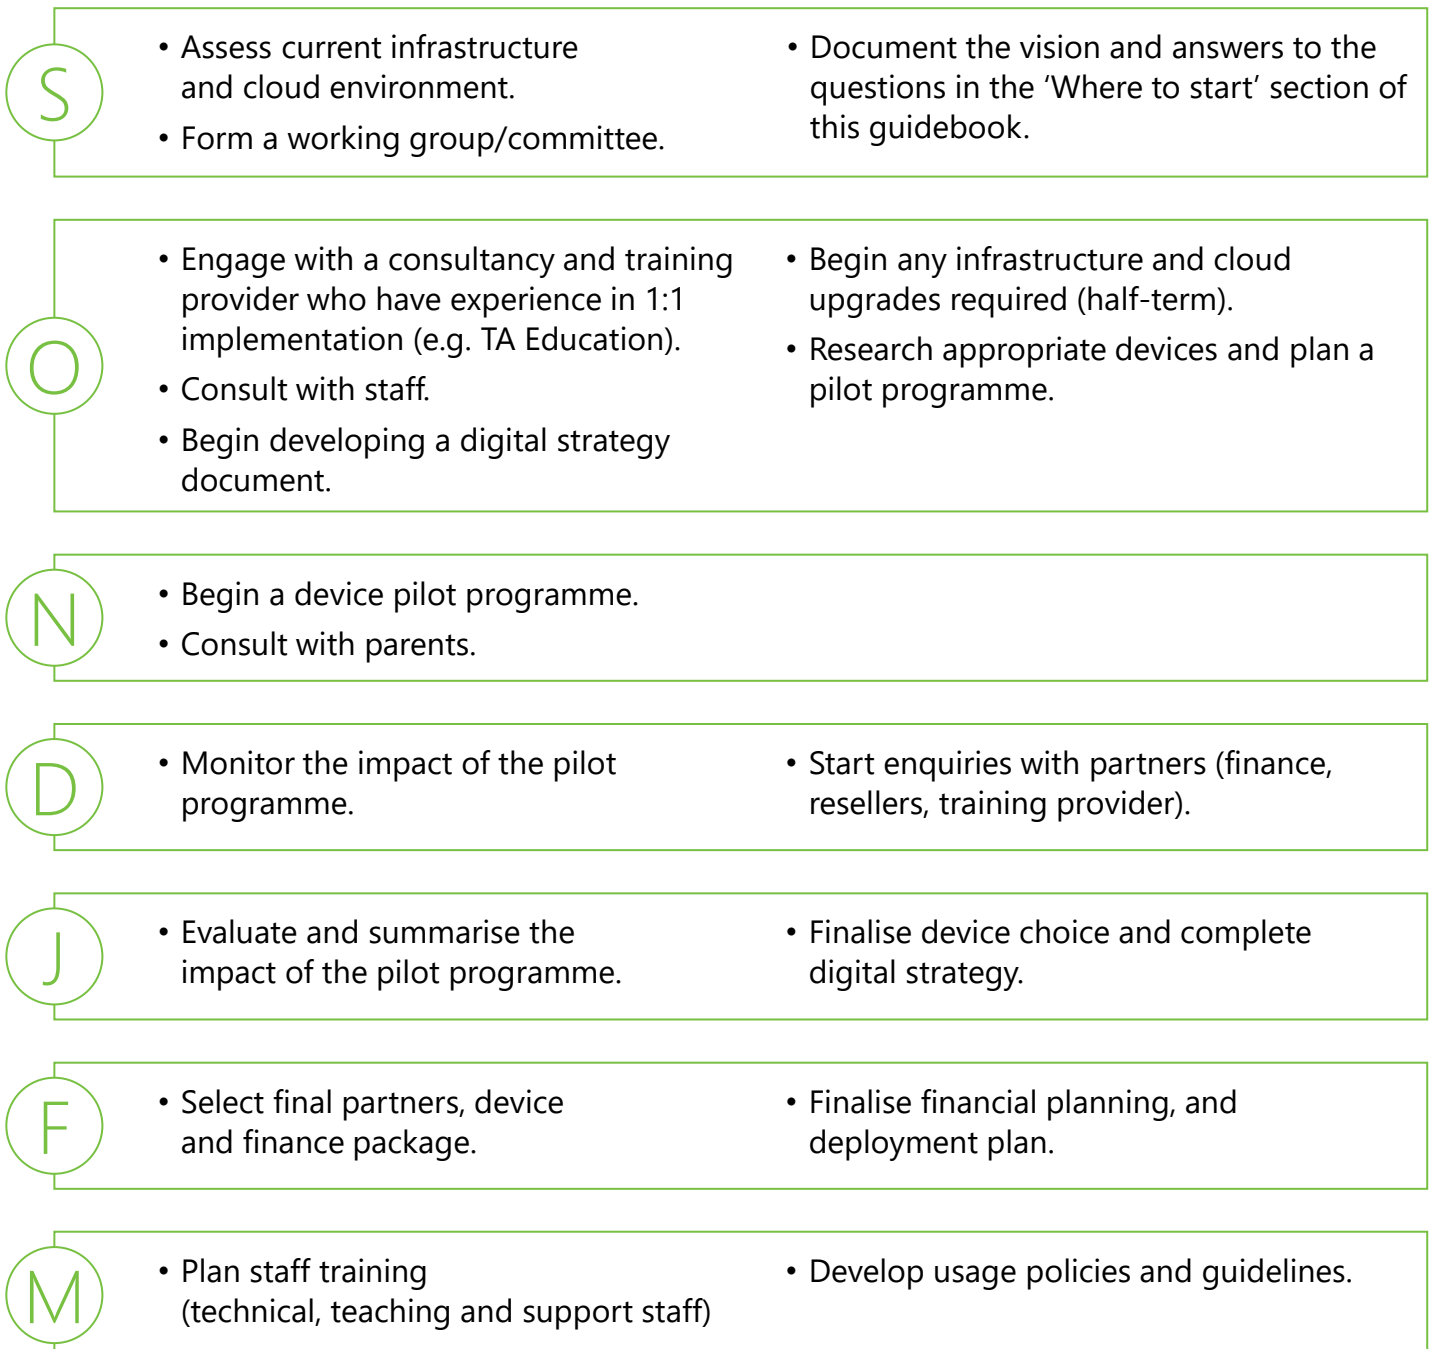 S
• Assess current infrastructure
and cloud environment.
• Form a working group/committee.
• Document the vision and answers to the
questions in the ‘Where to start’ section of
this guidebook.
O
• Engage with a consultancy and training
provider who have experience in 1:1
implementation (e.g. TA Education).
• Consult with staff.
• Begin developing a digital strategy
document.
• Begin any infrastructure and cloud
upgrades required (half-term).
• Research appropriate devices and plan a
pilot programme.
N
• Begin a device pilot programme.
• Consult with parents.
D
• Monitor the impact of the pilot
programme.
• Start enquiries with partners (finance,
resellers, training provider).
J
• Evaluate and summarise the
impact of the pilot programme.
• Finalise device choice and complete
digital strategy.
F
• Select final partners, device
and finance package.
• Finalise financial planning, and
deployment plan.
M
• Plan staff training
(technical, teaching and support staff)
• Develop usage policies and guidelines.